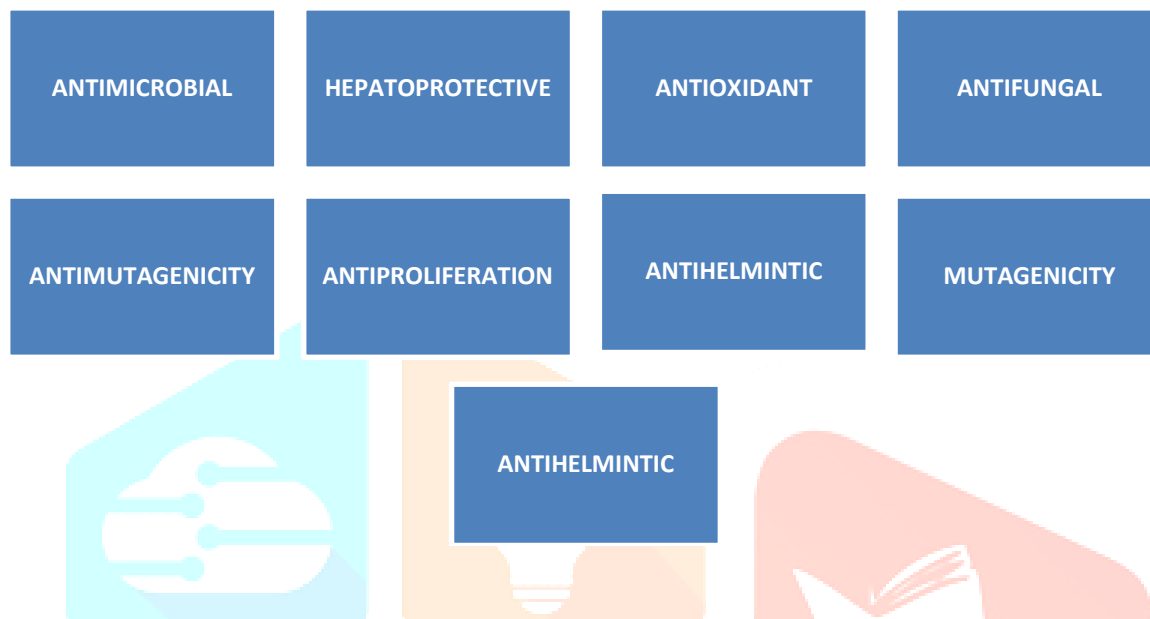 ANTIMICROBIAL
HEPATOPROTECTIVE
ANTIOXIDANT
ANTIFUNGAL
ANTIMUTAGENICITY
ANTIPROLIFERATION
ANTIHELMINTIC
MUTAGENICITY
ANTIHELMINTIC